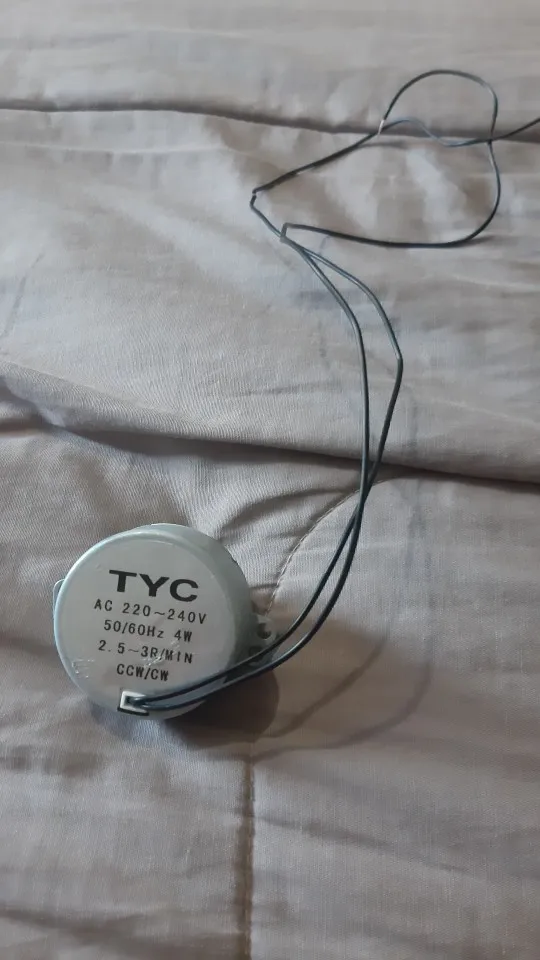 TYC
AC 220~240V
50/60Hz 4W
2.5~3R/MIN
CCW/CW